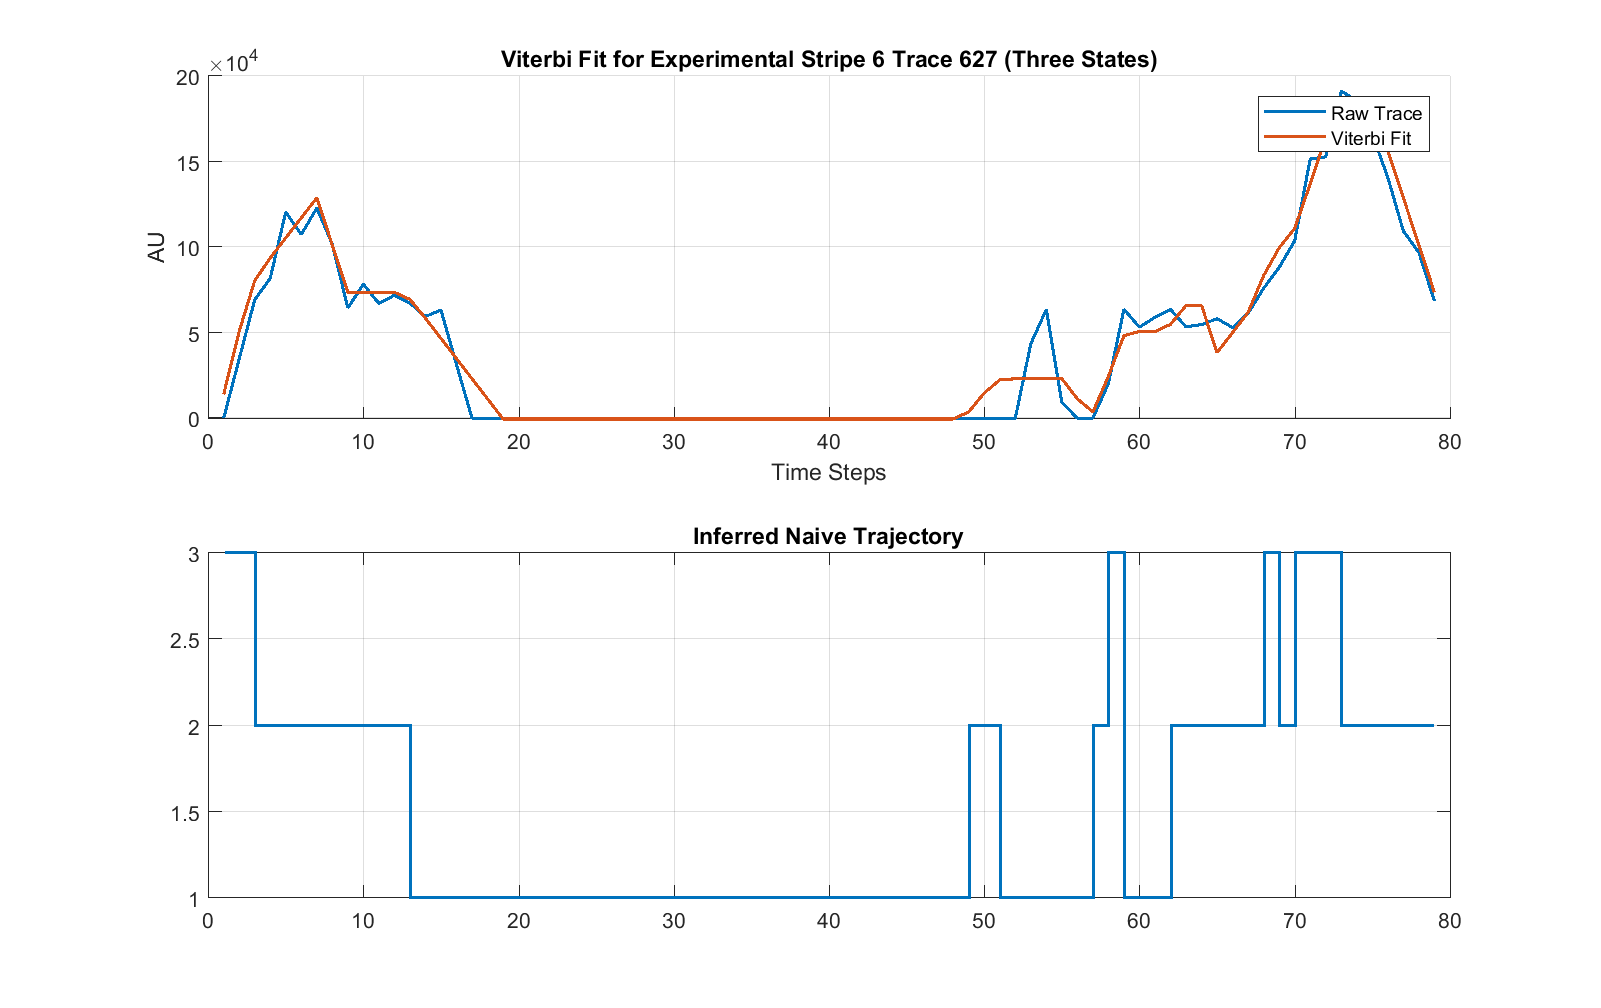 Viterbi Fit for Experimental Stripe 6 Trace 627 (Three States)
×10⁴
20
15
10
5
0
AU
Raw Trace
Viterbi Fit
0 10 20 30 40 50 60 70 80
Time Steps
Inferred Naive Trajectory
3
2.5
2
1.5
1
0 10 20 30 40 50 60 70 80